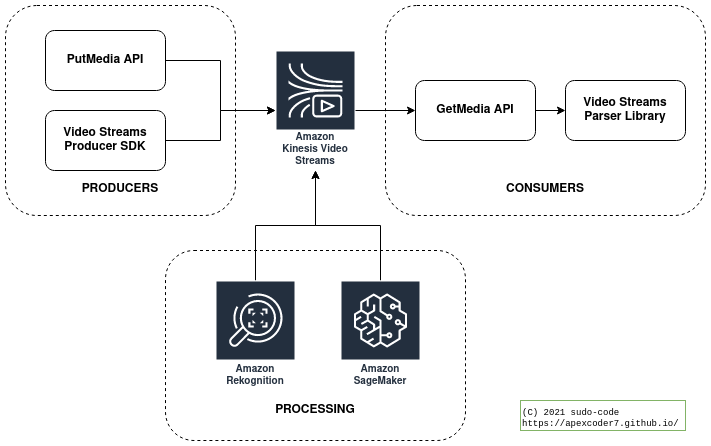 PutMedia API
Video Streams
Producer SDK
PRODUCERS
Amazon
Kinesis Video
Streams
GetMedia API
Video Streams
Parser Library
CONSUMERS
Amazon
Rekognition
Amazon
SageMaker
PROCESSING
(C) 2021 sudo-code
https://apexcoder7.github.io/